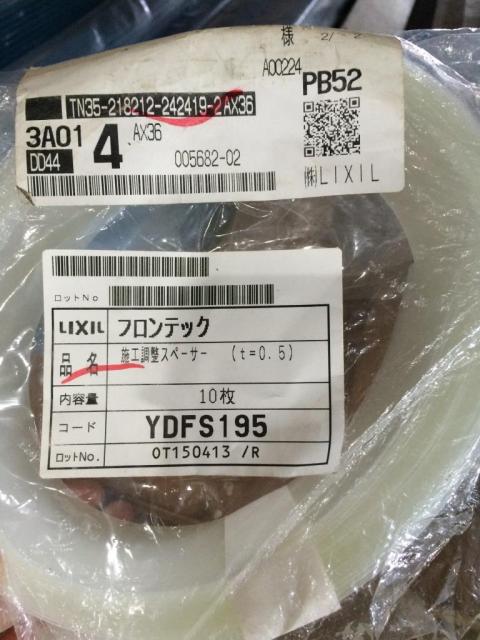 様 2/ 2
A00224
PB52
TN35-218212-242419-2AX36
3A01 4 AX36
DD44 005682-02
㈱LIXIL
ロットNo
LIXIL フロンテック
品名 施工調整スペーサー (t=0.5)
内容量 10枚
コード YDFS195
ロットNo. 0T150413 /R